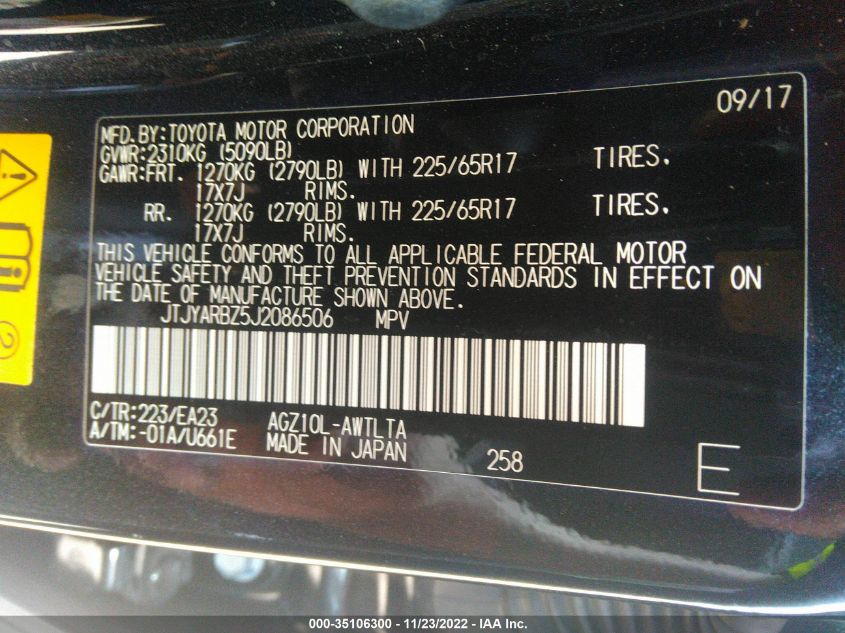 09/17
MFD.BY:TOYOTA MOTOR CORPORATION
GVWR:2310KG (5090LB)
GAWR:FRT. 1270KG (2790LB) WITH 225/65R17 TIRES.
17X7J RIMS.
RR. 1270KG (2790LB) WITH 225/65R17 TIRES.
17X7J RIMS.
THIS VEHICLE CONFORMS TO ALL APPLICABLE FEDERAL MOTOR
VEHICLE SAFETY AND THEFT PREVENTION STANDARDS IN EFFECT ON
THE DATE OF MANUFACTURE SHOWN ABOVE.
JTJYARBZ5J2086506 MPV
C/TR:223/EA23 AGZ10L-AWTLTA
A/TM:-01A/U661E MADE IN JAPAN 258 E
2
000-35106300 - 11/23/2022 - IAA Inc.